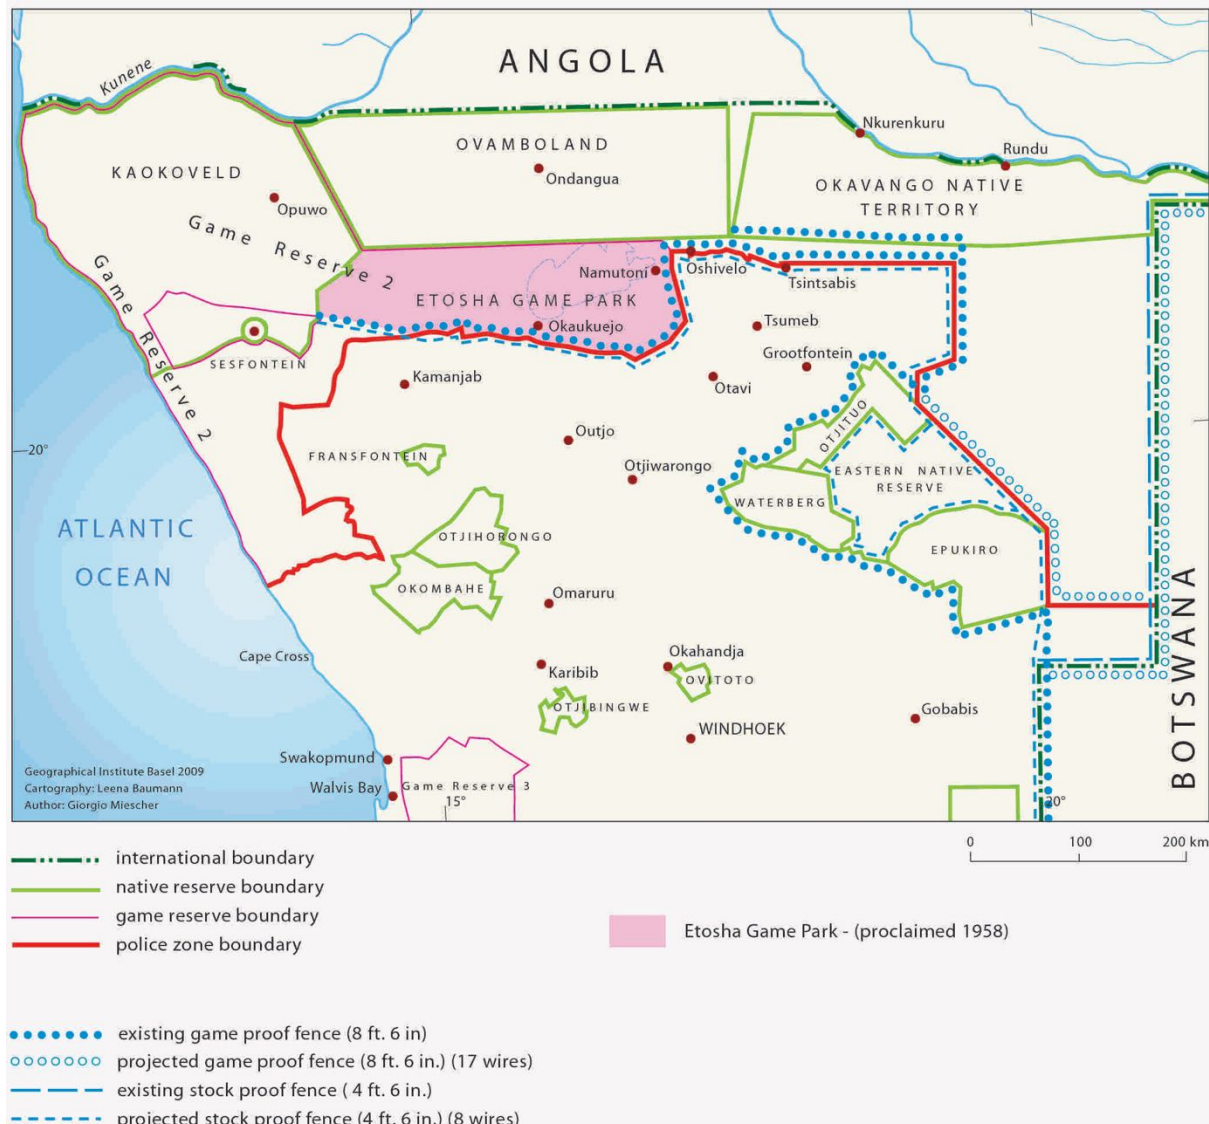 ANGOLA
Kunene
Nkurenkuru
OVAMBOLAND
Rundu
KAOKOVELD
Ondangua
OKAVANGO NATIVE
TERRITORY
Opuwo
Game Reserve 2
Namutoni
Oshivelo
Tsintsabis
ETOSHA GAME PARK
Okaukuejo
Tsumeb
Game Reserve 2
SESFONTEIN
Grootfontein
Kamanjab
Otavi
OTJITUO
Outjo
20°
FRANSFONTEIN
Otjiwarongo
EASTERN NATIVE
RESERVE
WATERBERG
ATLANTIC
OCEAN
OTJIHORONGO
EPUKIRO
OKOMBAHE
Omaruru
BOTSWANA
Cape Cross
Okahandja
Karibib
OVITOTO
OTJIBINGWE
Gobabis
WINDHOEK
Swakopmund
Geographical Institute Basel 2009
Cartography: Leena Baumann
Author: Giorgio Miescher
Walvis Bay
Game Reserve 3
15°
20°
0 100 200 km
international boundary
native reserve boundary
game reserve boundary
police zone boundary
Etosha Game Park - (proclaimed 1958)
existing game proof fence (8 ft. 6 in)
projected game proof fence (8 ft. 6 in.) (17 wires)
existing stock proof fence ( 4 ft. 6 in.)
projected stock proof fence (4 ft. 6 in.) (8 wires)